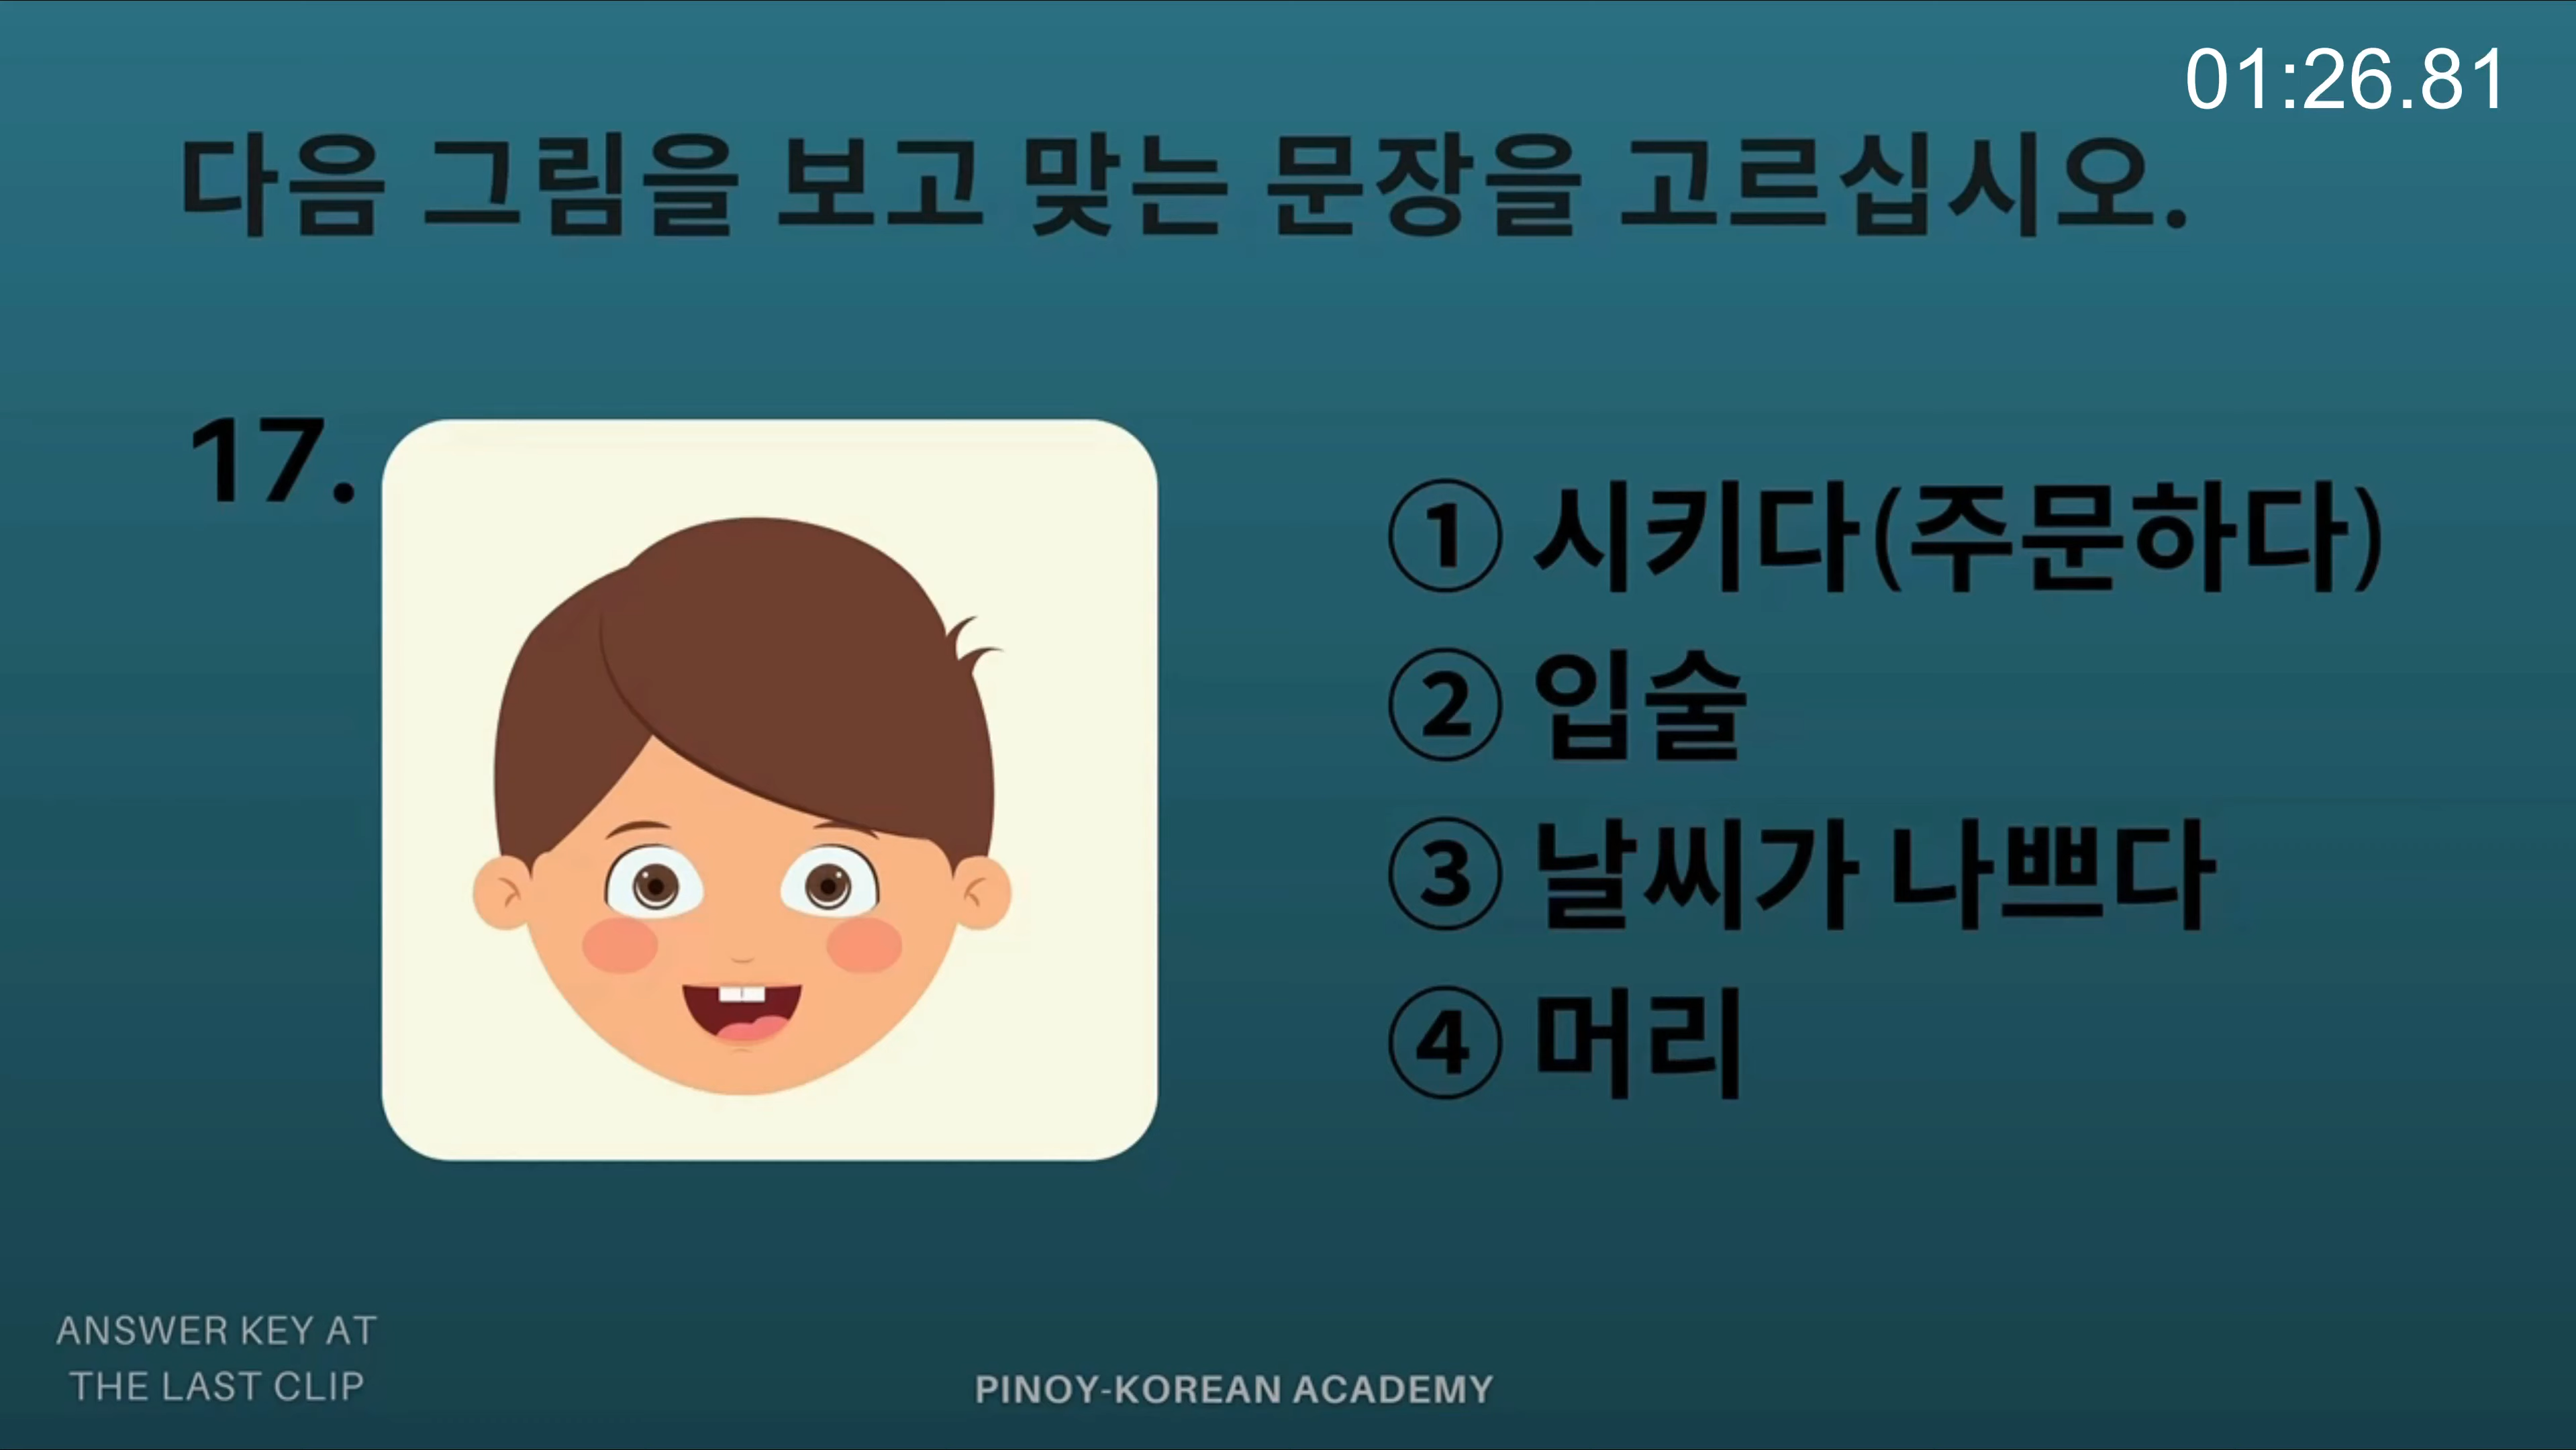 01:26.81
다음 그림을 보고 맞는 문장을 고르십시오.
17.
① 시키다(주문하다)
② 입술
③ 날씨가 나쁘다
④ 머리
ANSWER KEY AT
THE LAST CLIP
PINOY-KOREAN ACADEMY